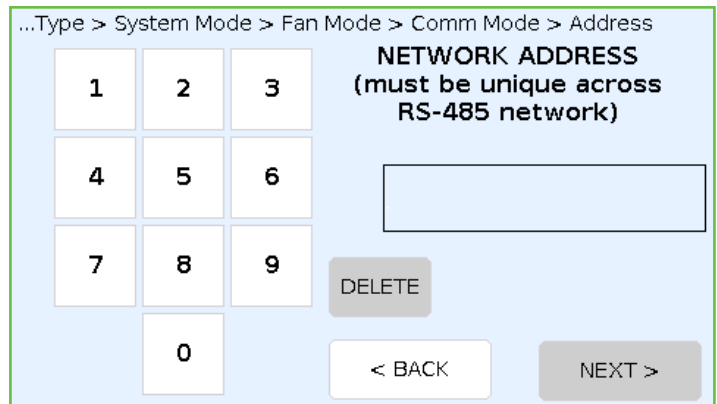 ...Type > System Mode > Fan Mode > Comm Mode > Address
NETWORK ADDRESS
(must be unique across
RS-485 network)
1 2 3
4 5 6
7 8 9
0
DELETE
< BACK
NEXT >